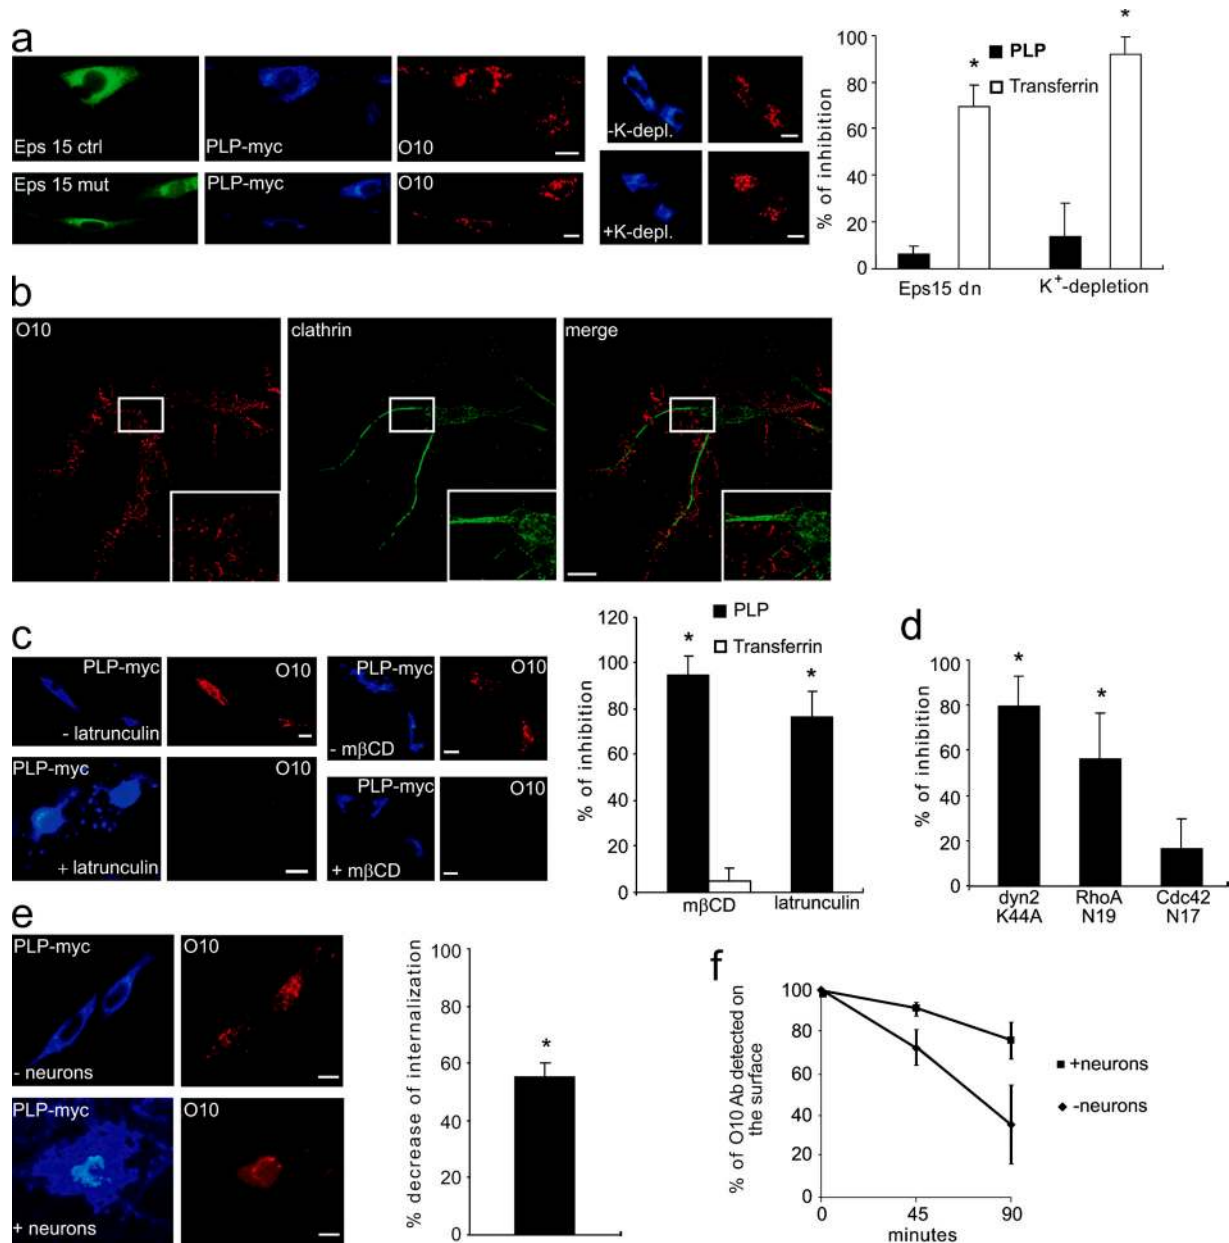 a
Eps 15 ctrl
PLP-myc
O10
Eps 15 mut
PLP-myc
O10
-K-depl.
+K-depl.
% of inhibition
100
80
60
40
20
0
PLP
Transferrin
*
*
Eps15 dn
K+-depletion
b
O10
clathrin
merge
c
PLP-myc
- latrunculin
O10
PLP-myc
+ latrunculin
O10
PLP-myc
- mβCD
O10
PLP-myc
+ mβCD
O10
% of inhibition
120
100
80
60
40
20
0
PLP
Transferrin
*
*
mβCD
latrunculin
d
% of inhibition
100
80
60
40
20
0
*
*
dyn2
K44A
RhoA
N19
Cdc42
N17
e
PLP-myc
- neurons
O10
PLP-myc
+ neurons
O10
% decrease of internalization
100
80
60
40
20
0
*
f
% of O10 Ab detected on
the surface
100
80
60
40
20
0
0
45
90
minutes
+neurons
-neurons